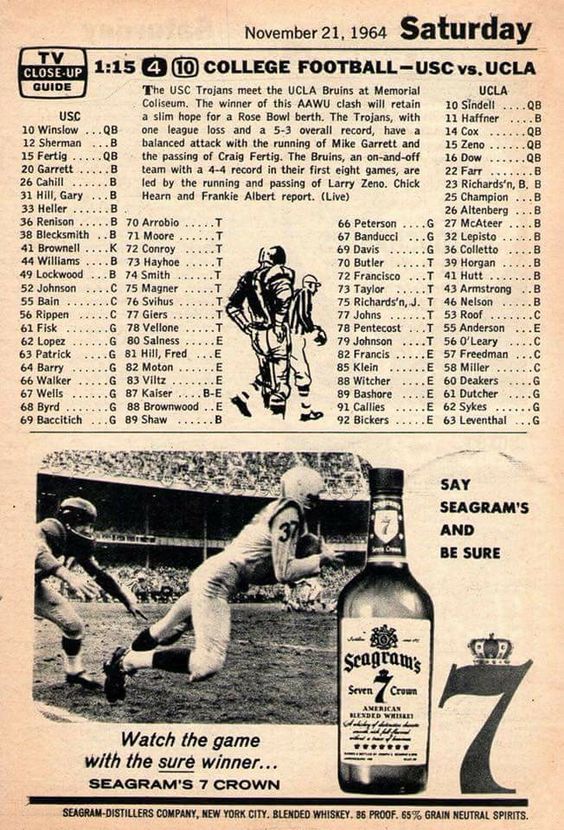 November 21, 1964 Saturday
TV
CLOSE-UP
GUIDE
1:15 4 10 COLLEGE FOOTBALL—USC vs. UCLA
The USC Trojans meet the UCLA Bruins at Memorial
Coliseum. The winner of this AAWU clash will retain
a slim hope for a Rose Bowl berth. The Trojans, with
one league loss and a 5-3 overall record, have a
balanced attack with the running of Mike Garrett and
the passing of Craig Fertig. The Bruins, an on-and-off
team with a 4-4 record in their first eight games, are
led by the running and passing of Larry Zeno. Chick
Hearn and Frankie Albert report. (Live)
USC
10 Winslow ... QB
12 Sherman ... B
15 Fertig ... QB
20 Garrett ..... B
26 Cahill ..... B
31 Hill, Gary ... B
33 Heller ..... B
36 Renison .... B
38 Blecksmith .. B
41 Brownell .... K
44 Williams .... B
49 Lockwood ... B
52 Johnson .... C
55 Bain ....... C
56 Rippen ..... C
61 Fisk ....... G
62 Lopez ...... G
63 Patrick ..... G
64 Barry ...... G
66 Walker ..... G
67 Wells ...... G
68 Byrd ....... G
69 Baccitich ... G
70 Arrobio ..... T
71 Moore ...... T
72 Conroy ..... T
73 Hayhoe .... T
74 Smith ...... T
75 Magner .... T
76 Svihus ..... T
77 Giers ...... T
78 Vellone ..... T
80 Salness .... E
81 Hill, Fred ... E
82 Moton ..... E
83 Viltz ...... E
87 Kaiser .... B-E
88 Brownwood .. E
89 Shaw ...... B
66 Peterson .... G
67 Banducci ... G
69 Davis ...... G
70 Butler ...... T
72 Francisco ... T
73 Taylor ..... T
75 Richards'n, J. T
77 Johns ...... T
78 Pentecost ... T
79 Johnson .... T
82 Francis ..... E
85 Klein ...... E
88 Witcher .... E
89 Bashore .... E
91 Callies ..... E
92 Bickers .... E
UCLA
10 Sindell .... QB
11 Haffner .... B
14 Cox ...... QB
15 Zeno ..... QB
16 Dow ...... QB
22 Farr ....... B
23 Richards'n, B. B
25 Champion ... B
26 Altenberg ... B
27 McAteer .... B
32 Lepisto ..... B
36 Colletto .... B
39 Horgan ..... B
41 Hutt ....... B
43 Armstrong .. B
46 Nelson ..... B
53 Roof ....... C
55 Anderson ... E
56 O'Leary .... C
57 Freedman ... C
58 Miller ...... C
60 Deakers .... G
61 Dutcher .... G
62 Sykes ...... G
63 Leventhal ... G
37
SAY
SEAGRAM'S
AND
BE SURE
7
Seven Crown
Seagram's
Seven 7 Crown
AMERICAN
BLENDED WHISKEY
7
Watch the game
with the sure winner...
SEAGRAM'S 7 CROWN
SEAGRAM-DISTILLERS COMPANY, NEW YORK CITY. BLENDED WHISKEY. 86 PROOF. 65% GRAIN NEUTRAL SPIRITS.